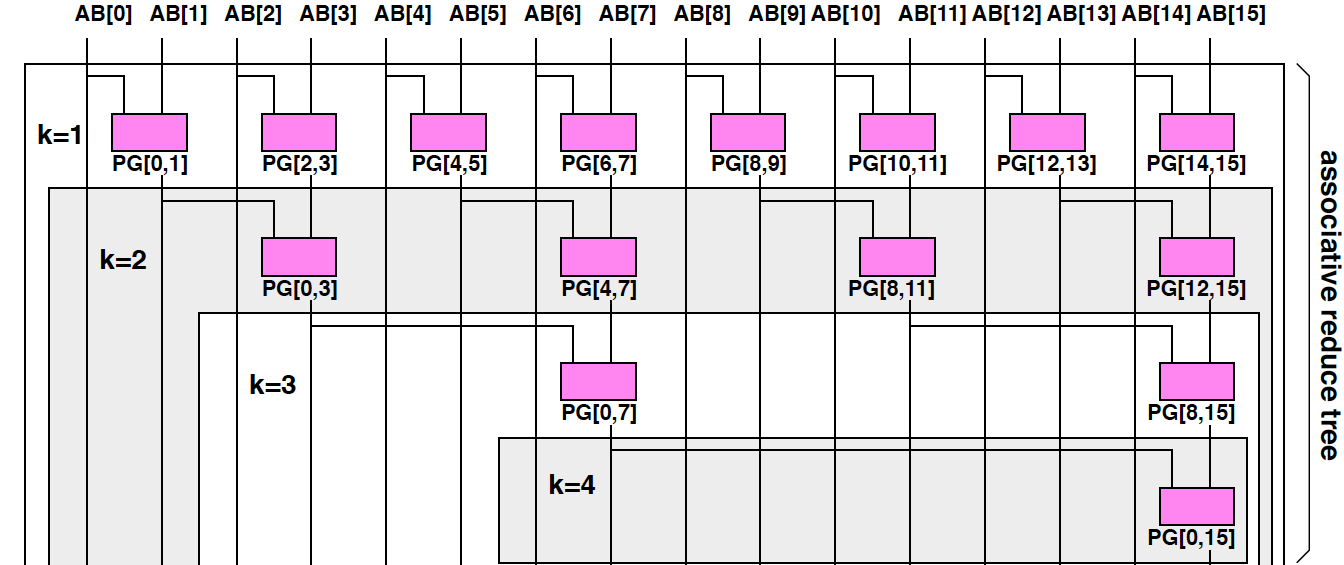 AB[0] AB[1] AB[2] AB[3] AB[4] AB[5] AB[6] AB[7] AB[8] AB[9] AB[10] AB[11] AB[12] AB[13] AB[14] AB[15]
k=1
PG[0,1] PG[2,3] PG[4,5] PG[6,7] PG[8,9] PG[10,11] PG[12,13] PG[14,15]
k=2
PG[0,3] PG[4,7] PG[8,11] PG[12,15]
k=3
PG[0,7] PG[8,15]
k=4
PG[0,15]
associative reduce tree